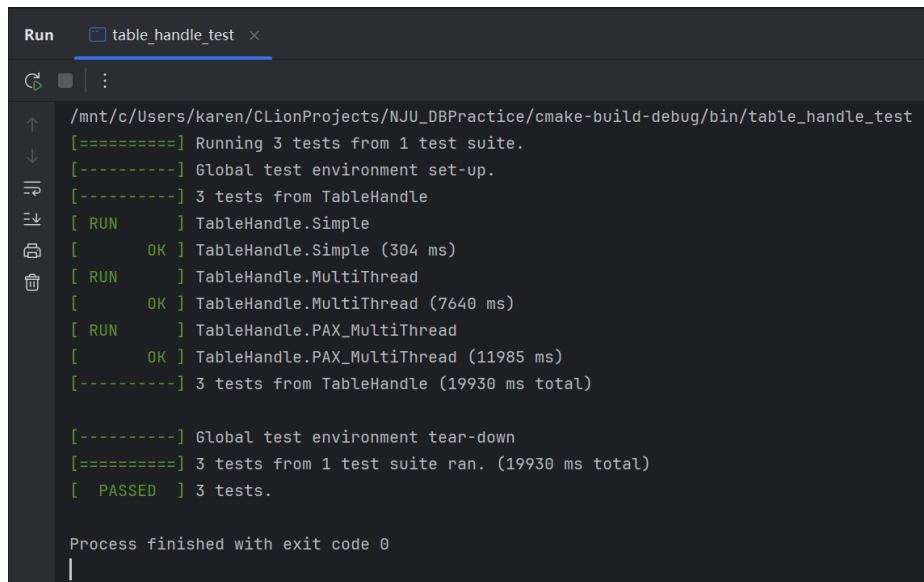 Run table_handle_test ×
/mnt/c/Users/karen/CLionProjects/NJU_DBPractice/cmake-build-debug/bin/table_handle_test
[==========] Running 3 tests from 1 test suite.
[----------] Global test environment set-up.
[----------] 3 tests from TableHandle
[ RUN      ] TableHandle.Simple
[       OK ] TableHandle.Simple (304 ms)
[ RUN      ] TableHandle.MultiThread
[       OK ] TableHandle.MultiThread (7640 ms)
[ RUN      ] TableHandle.PAX_MultiThread
[       OK ] TableHandle.PAX_MultiThread (11985 ms)
[----------] 3 tests from TableHandle (19930 ms total)
[----------] Global test environment tear-down
[==========] 3 tests from 1 test suite ran. (19930 ms total)
[  PASSED  ] 3 tests.
Process finished with exit code 0